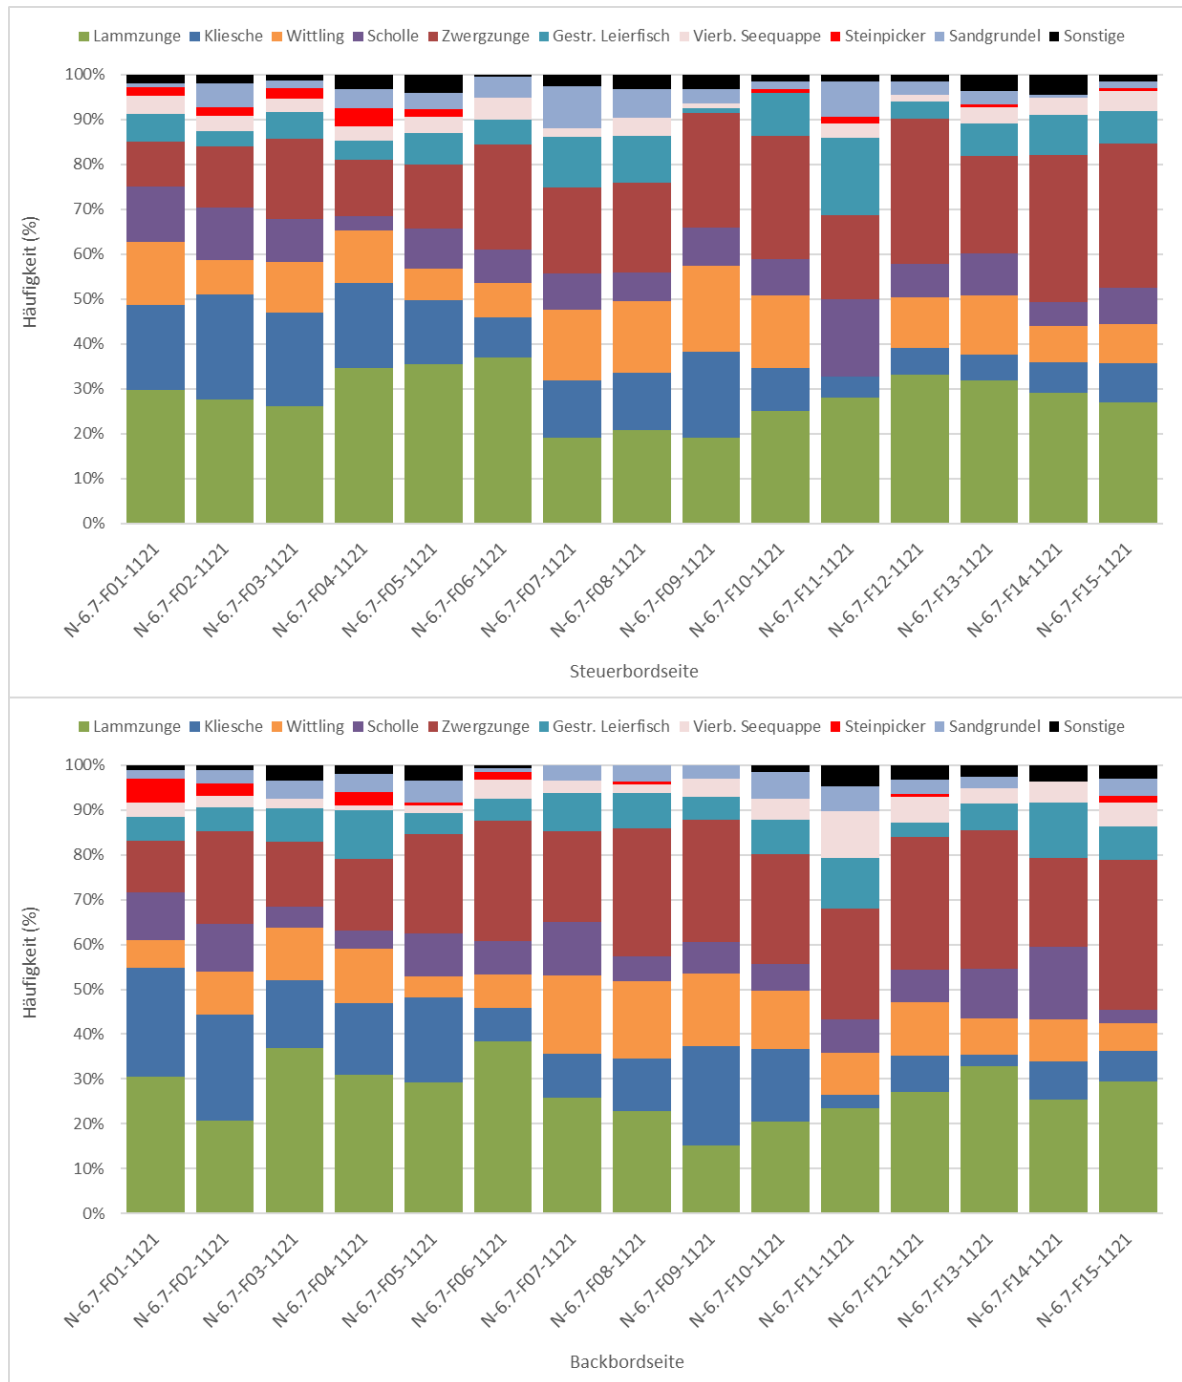 Lammzunge Kliesche Wittling Scholle Zwergzunge Gestr. Leierfisch Vierb. Seequappe Steinpicker Sandgrundel Sonstige
100%
90%
80%
70%
60%
50%
40%
30%
20%
10%
0%
Häufigkeit (%)
N-6.7-F01-1121
N-6.7-F02-1121
N-6.7-F03-1121
N-6.7-F04-1121
N-6.7-F05-1121
N-6.7-F06-1121
N-6.7-F07-1121
N-6.7-F08-1121
N-6.7-F09-1121
N-6.7-F10-1121
N-6.7-F11-1121
N-6.7-F12-1121
N-6.7-F13-1121
N-6.7-F14-1121
N-6.7-F15-1121
Steuerbordseite
Lammzunge Kliesche Wittling Scholle Zwergzunge Gestr. Leierfisch Vierb. Seequappe Steinpicker Sandgrundel Sonstige
100%
90%
80%
70%
60%
50%
40%
30%
20%
10%
0%
Häufigkeit (%)
N-6.7-F01-1121
N-6.7-F02-1121
N-6.7-F03-1121
N-6.7-F04-1121
N-6.7-F05-1121
N-6.7-F06-1121
N-6.7-F07-1121
N-6.7-F08-1121
N-6.7-F09-1121
N-6.7-F10-1121
N-6.7-F11-1121
N-6.7-F12-1121
N-6.7-F13-1121
N-6.7-F14-1121
N-6.7-F15-1121
Backbordseite